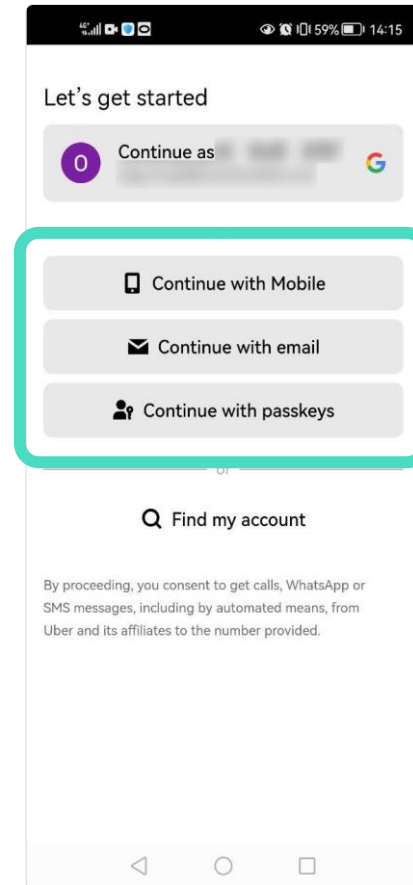 59% 14:15
Let's get started
O
Continue as
G
Continue with Mobile
Continue with email
Continue with passkeys
or
Find my account
By proceeding, you consent to get calls, WhatsApp or
SMS messages, including by automated means, from
Uber and its affiliates to the number provided.